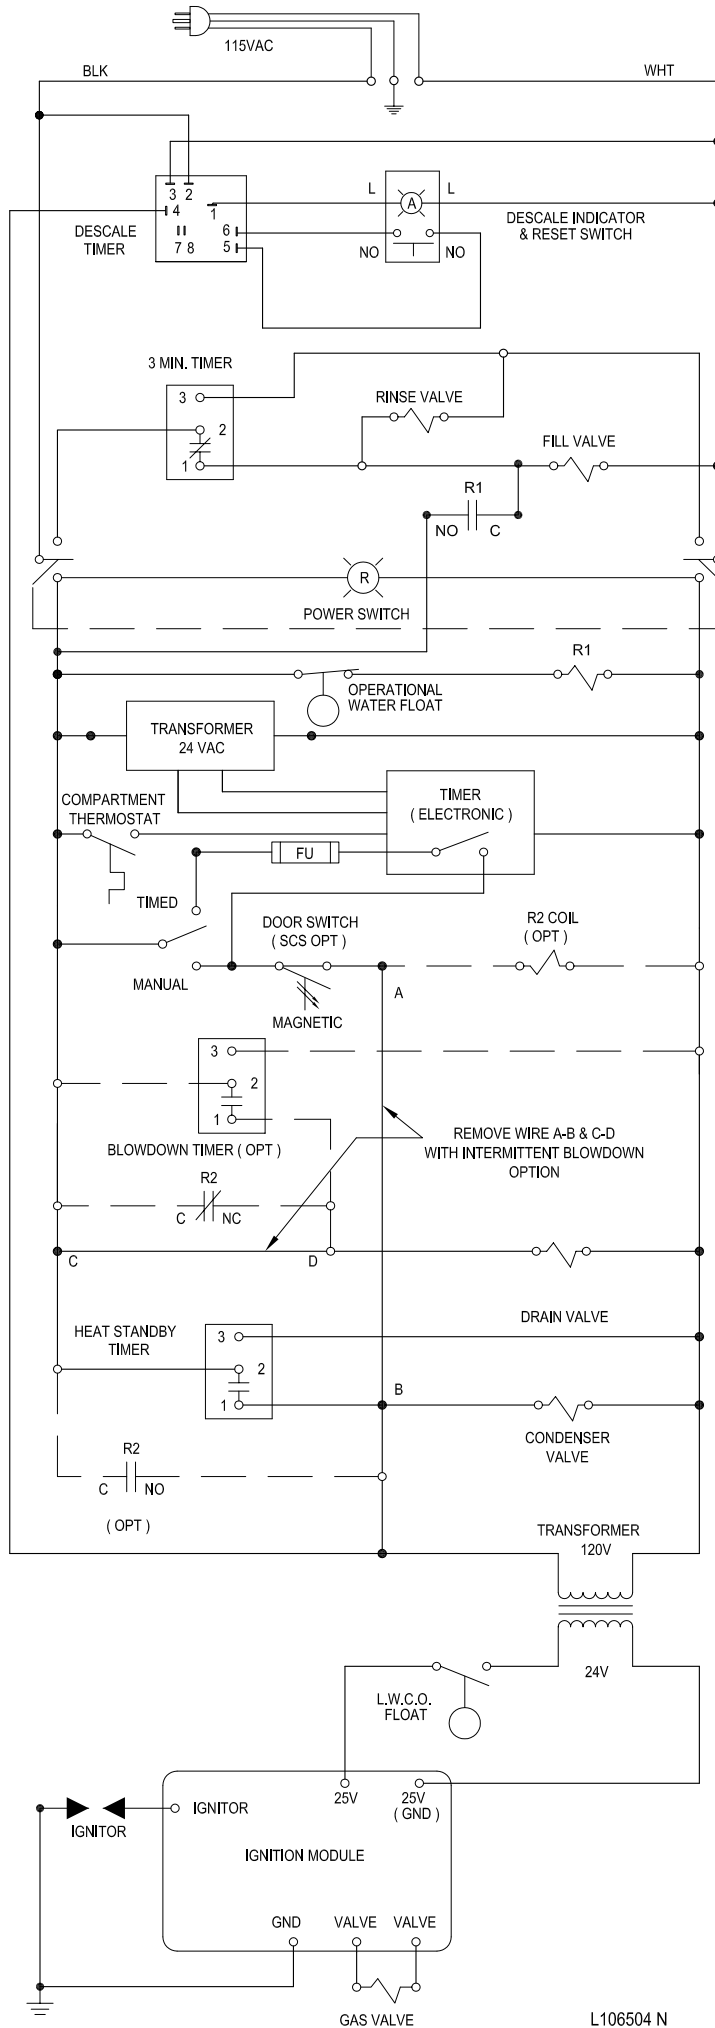 115VAC
BLK
WHT
3 2
4 1
DESCALE
TIMER
6
7 8 5
L A L
NO NO
DESCALE INDICATOR
& RESET SWITCH
3 MIN. TIMER
3
2
1
RINSE VALVE
FILL VALVE
R1
NO C
R
POWER SWITCH
R1
OPERATIONAL
WATER FLOAT
TRANSFORMER
24 VAC
COMPARTMENT
THERMOSTAT
TIMER
( ELECTRONIC )
FU
TIMED
DOOR SWITCH
( SCS OPT )
R2 COIL
( OPT )
MANUAL
A
MAGNETIC
3
2
1
BLOWDOWN TIMER ( OPT )
REMOVE WIRE A-B & C-D
WITH INTERMITTENT BLOWDOWN
OPTION
R2
C NC
C D
DRAIN VALVE
HEAT STANDBY
TIMER
3
2
1
B
CONDENSER
VALVE
R2
C NO
( OPT )
TRANSFORMER
120V
24V
L.W.C.O.
FLOAT
25V
25V
( GND )
IGNITOR
IGNITOR
IGNITION MODULE
GND VALVE VALVE
GAS VALVE
L106504 N